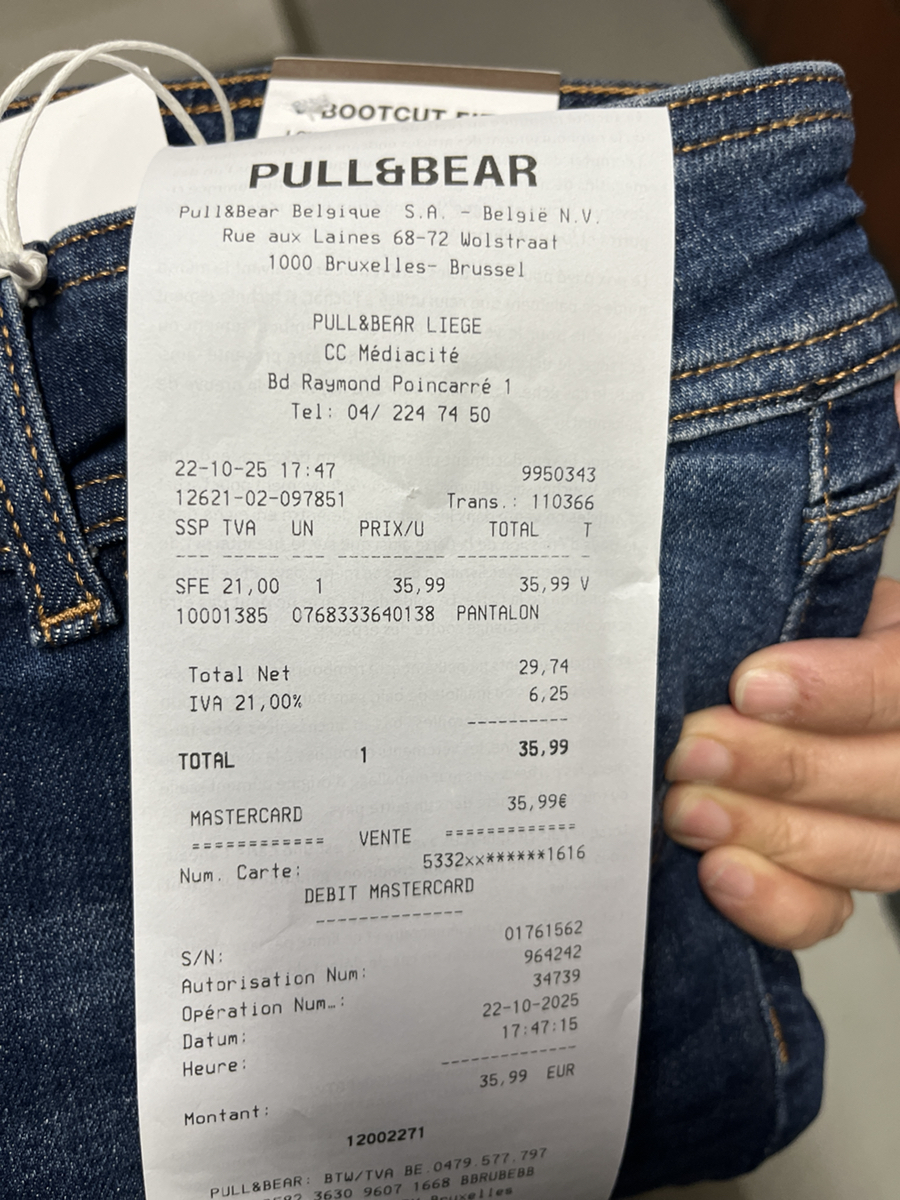 BOOTCUT
PULL&BEAR
Pull&Bear Belgique S.A. - België N.V.
Rue aux Laines 68-72 Wolstraat
1000 Bruxelles- Brussel
PULL&BEAR LIEGE
CC Médiacité
Bd Raymond Poincarré 1
Tel: 04/ 224 74 50
22-10-25 17:47 9950343
12621-02-097851 Trans.: 110366
SSP TVA UN PRIX/U TOTAL T
SFE 21,00 1 35,99 35,99 V
10001385 0768333640138 PANTALON
Total Net 29,74
IVA 21,00% 6,25
TOTAL 1 35,99
MASTERCARD 35,99€
============ VENTE ============
Num. Carte: 5332xx******1616
DEBIT MASTERCARD
S/N: 01761562
Autorisation Num: 964242
Opération Num…: 34739
Datum: 22-10-2025
Heure: 17:47:15
Montant: 35,99 EUR
12002271
PULL&BEAR: BTW/TVA BE.0479.577.797
3630 9607 1668 BBRUBEBB
Bruxelles